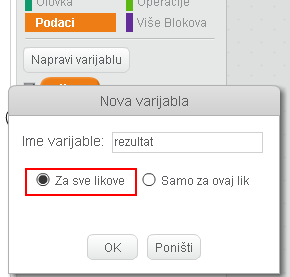 Olovka
Operacije
Podaci
Više Blokova
Napravi varijablu
Nova varijabla
Ime varijable: rezultat
Za sve likove
Samo za ovaj lik
OK
Poništi